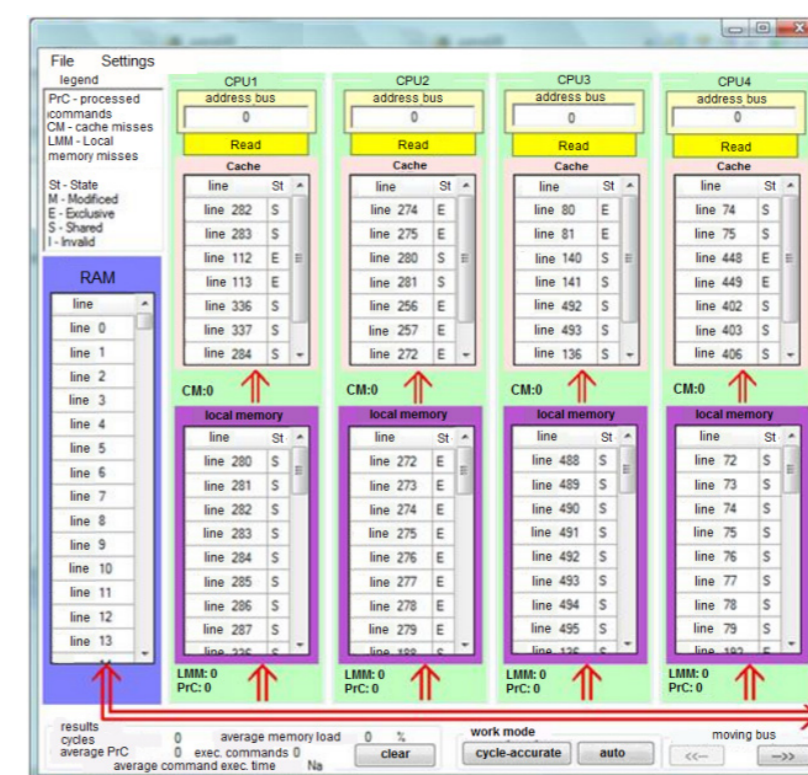 File Settings
legend
PrC - processed
commands
CM - cache misses
LMM - Local
memory misses
St - State
M - Modificed
E - Exclusive
S - Shared
I - Invalid
RAM
line
line 0
line 1
line 2
line 3
line 4
line 5
line 6
line 7
line 8
line 9
line 10
line 11
line 12
line 13
CPU1
address bus
0
Read
Cache
line St
line 282 S
line 283 S
line 112 E
line 113 E
line 336 S
line 337 S
line 284 S
CM:0
local memory
line St
line 280 S
line 281 S
line 282 S
line 283 S
line 284 S
line 285 S
line 286 S
line 287 S
line 336 S
LMM: 0
PrC: 0
CPU2
address bus
0
Read
Cache
line St
line 274 E
line 275 E
line 280 S
line 281 S
line 256 E
line 257 E
line 272 E
CM:0
local memory
line St
line 272 E
line 273 E
line 274 E
line 275 E
line 276 E
line 277 E
line 278 E
line 279 E
line
LMM: 0
PrC: 0
CPU3
address bus
0
Read
Cache
line St
line 80 E
line 81 E
line 140 S
line 141 S
line 492 S
line 493 S
line 136 S
CM:0
local memory
line St
line 488 S
line 489 S
line 490 S
line 491 S
line 492 S
line 493 S
line 494 S
line 495 S
line 136 S
LMM: 0
PrC: 0
CPU4
address bus
0
Read
Cache
line St
line 74 S
line 75 S
line 448 E
line 449 E
line 402 S
line 403 S
line 406 S
CM:0
local memory
line St
line 72 S
line 73 S
line 74 S
line 75 S
line 76 S
line 77 S
line 78 S
line 79 S
line
LMM: 0
PrC: 0
results
cycles 0 average memory load 0 %
average PrC 0 exec. commands 0
average command exec. time Na
clear
work mode
cycle-accurate auto
moving bus
<<-- -->>